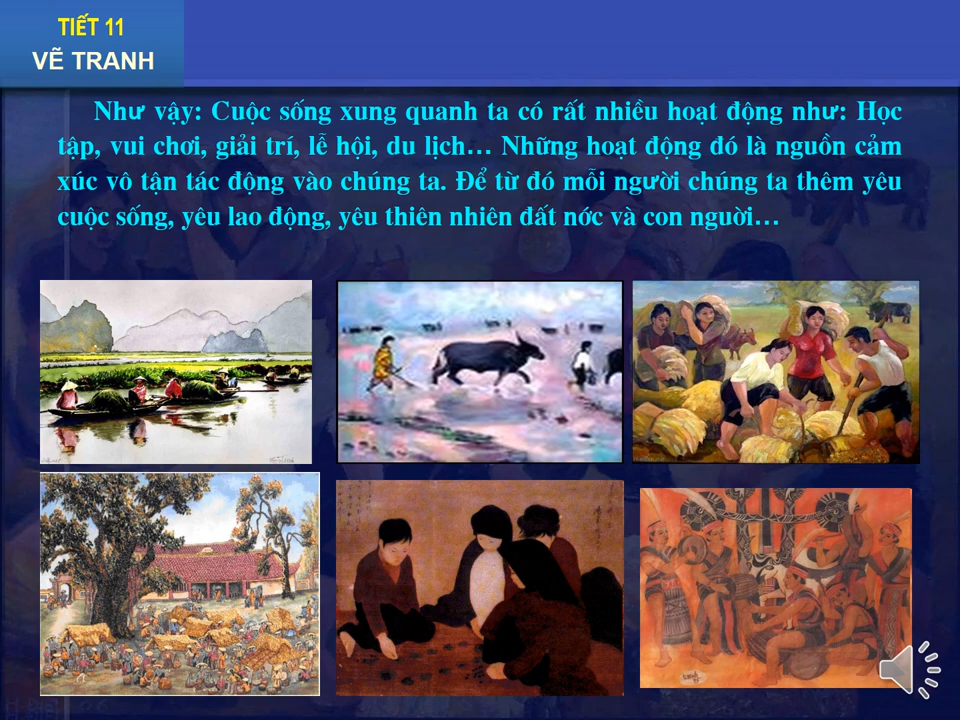 TIẾT 11
VẼ TRANH
Như vậy: Cuộc sống xung quanh ta có rất nhiều hoạt động như: Học
tập, vui chơi, giải trí, lễ hội, du lịch... Những hoạt động đó là nguồn cảm
xúc vô tận tác động vào chúng ta. Để từ đó mỗi người chúng ta thêm yêu
cuộc sống, yêu lao động, yêu thiên nhiên đất nớc và con nguời...